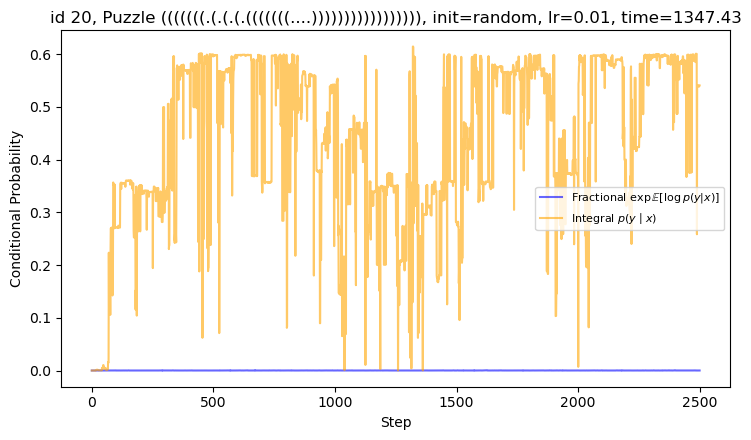 id 20, Puzzle (((((((.(.(.(.(((((((....))))))))))))))))), init=random, lr=0.01, time=1347.43
0.6
0.5
0.4
0.3
0.2
0.1
0.0
Conditional Probability
Fractional exp𝔼[log p(y|x)]
Integral p(y | x)
0
500
1000
1500
2000
2500
Step